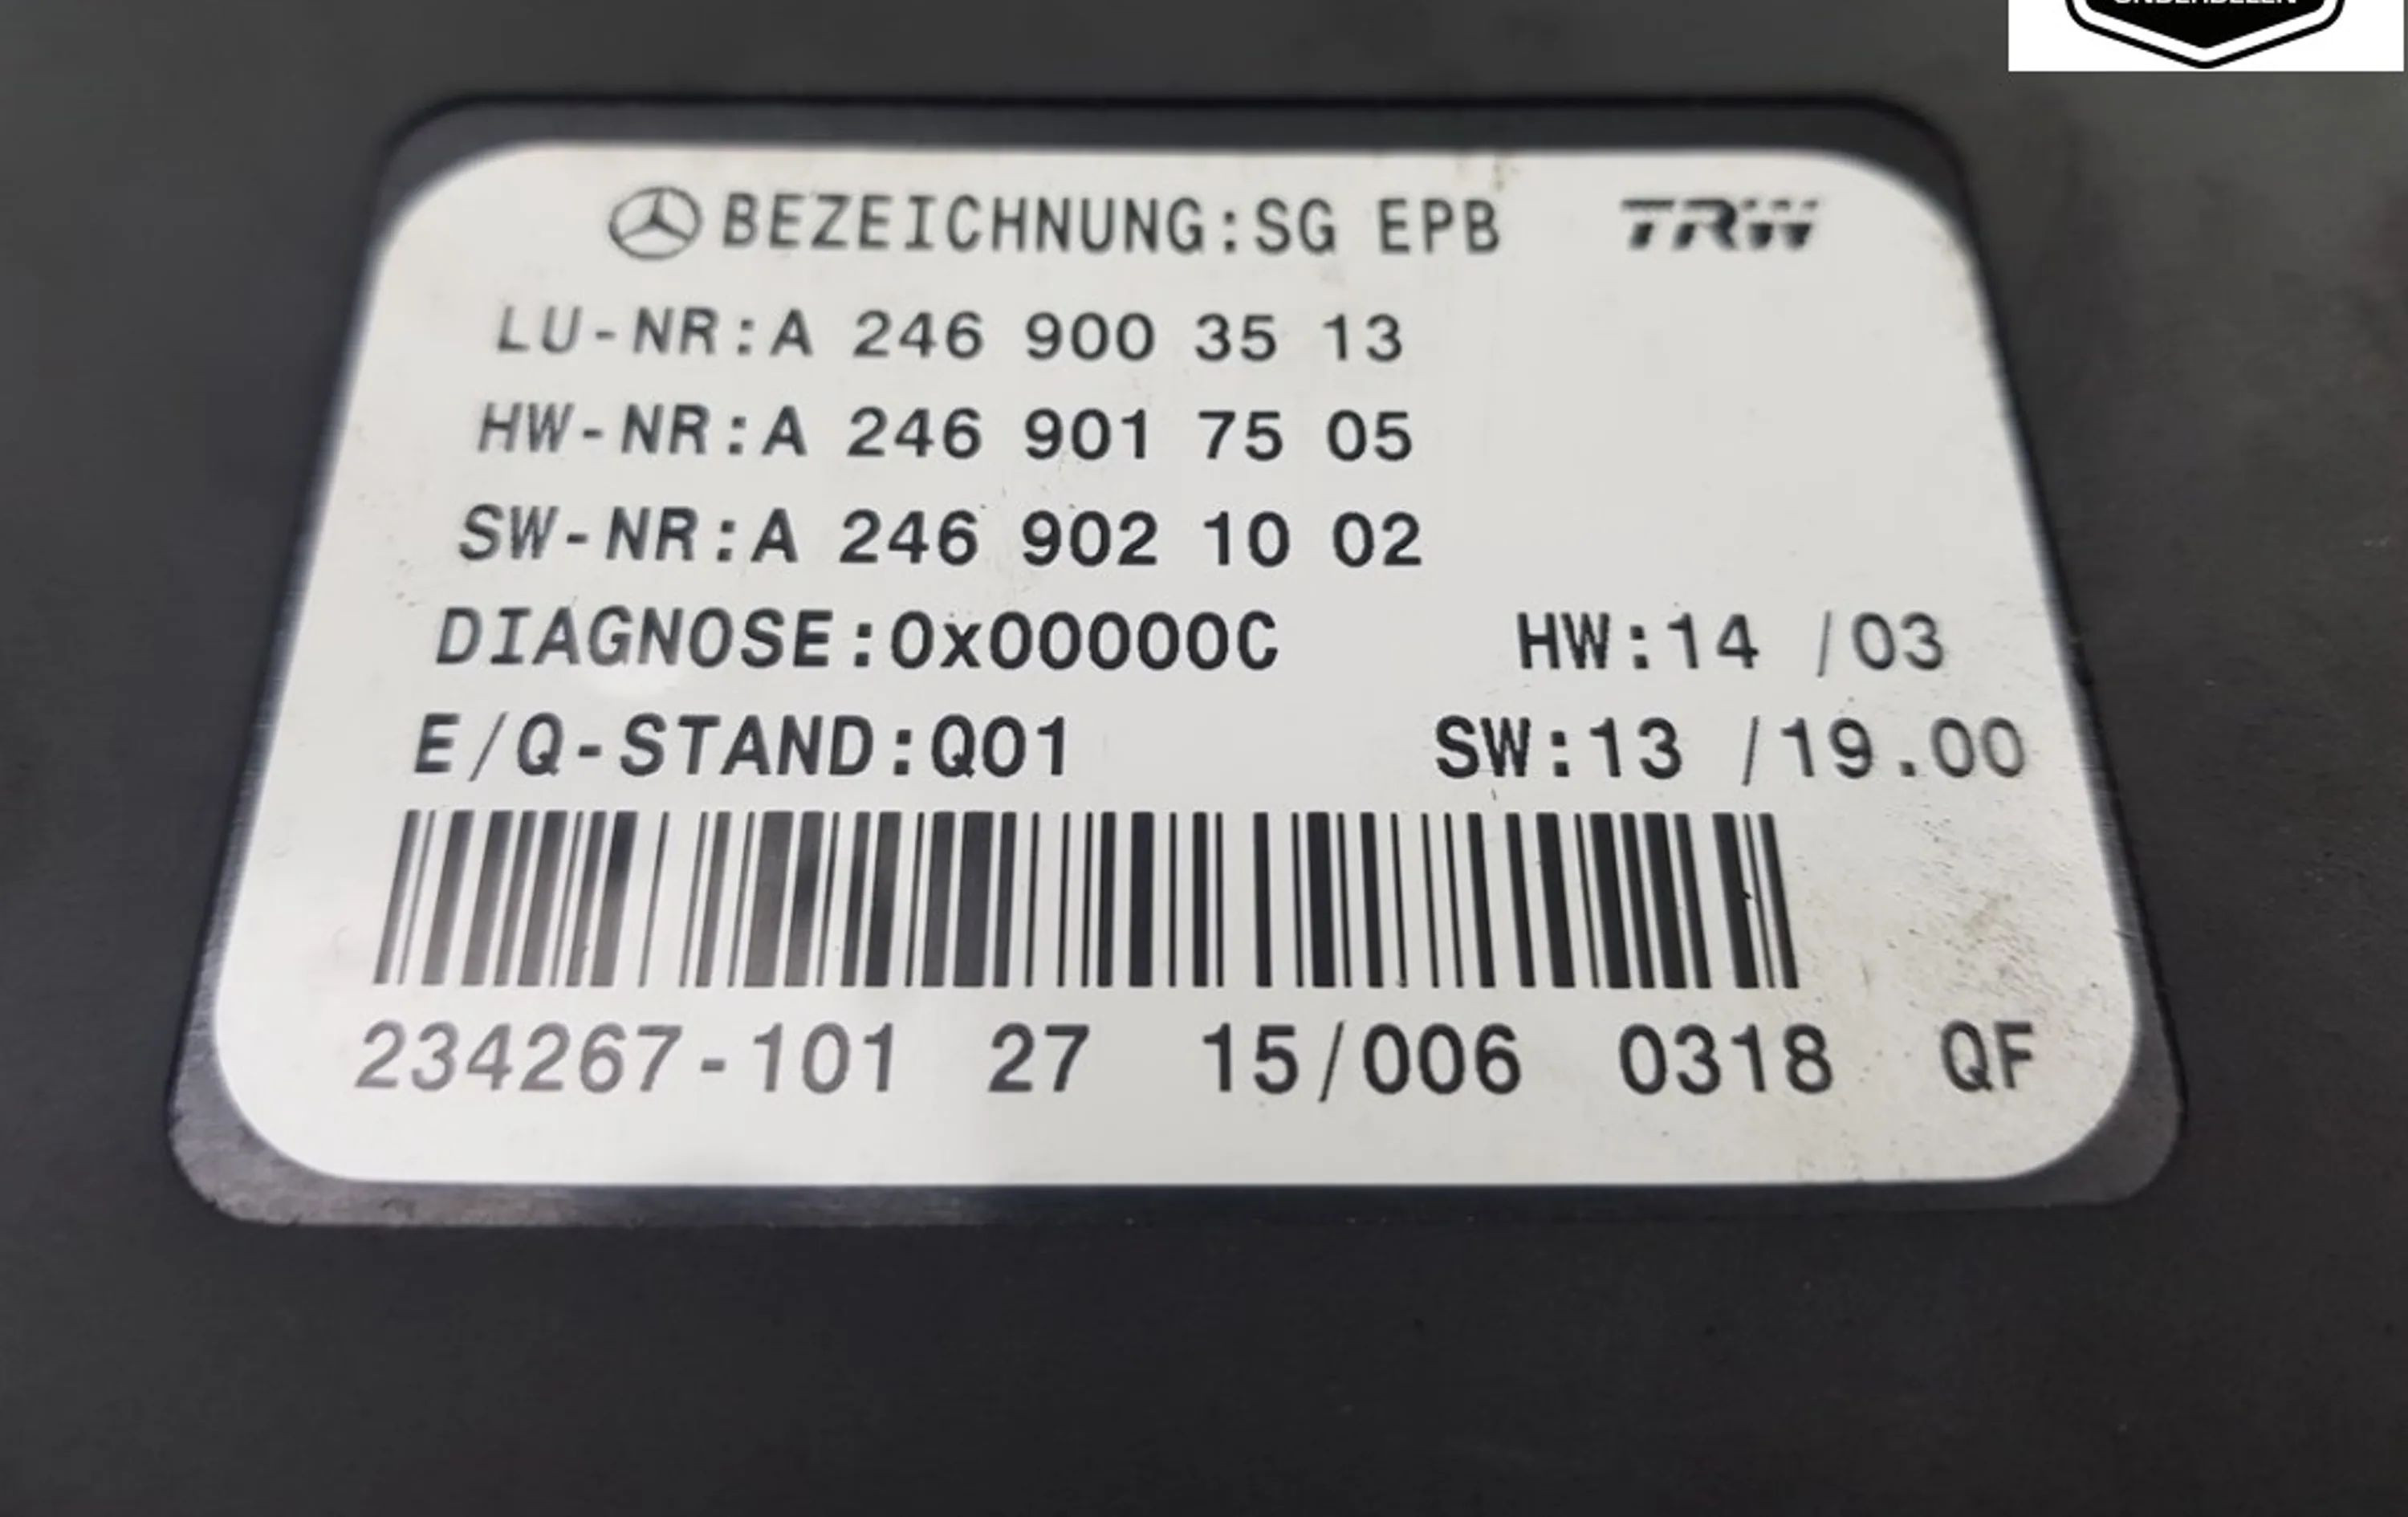 ONDERDELEN
BEZEICHNUNG:SG EPB TRW
LU-NR:A 246 900 35 13
HW-NR:A 246 901 75 05
SW-NR:A 246 902 10 02
DIAGNOSE:0x00000C HW:14 /03
E/Q-STAND:Q01 SW:13 /19.00
234267-101 27 15/006 0318 QF